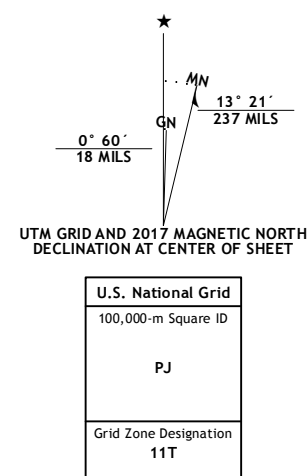 MN
13° 21´
237 MILS
GN
0° 60´
18 MILS
UTM GRID AND 2017 MAGNETIC NORTH
DECLINATION AT CENTER OF SHEET
U.S. National Grid
100,000-m Square ID
PJ
Grid Zone Designation
11T